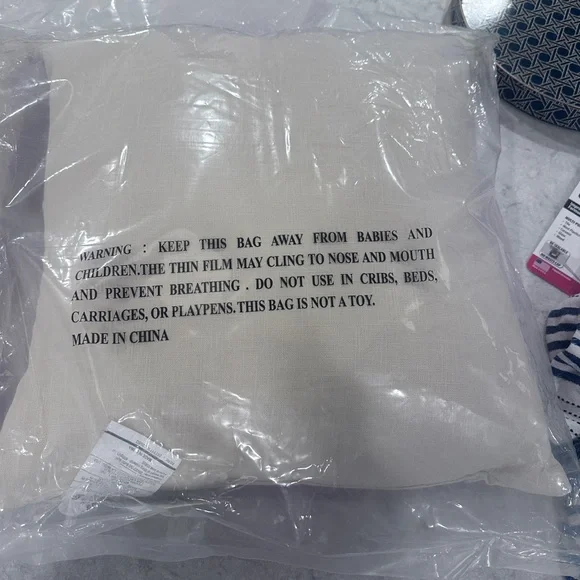 WARNING : KEEP THIS BAG AWAY FROM BABIES AND
CHILDREN.THE THIN FILM MAY CLING TO NOSE AND MOUTH
AND PREVENT BREATHING . DO NOT USE IN CRIBS, BEDS,
CARRIAGES, OR PLAYPENS.THIS BAG IS NOT A TOY.
MADE IN CHINA